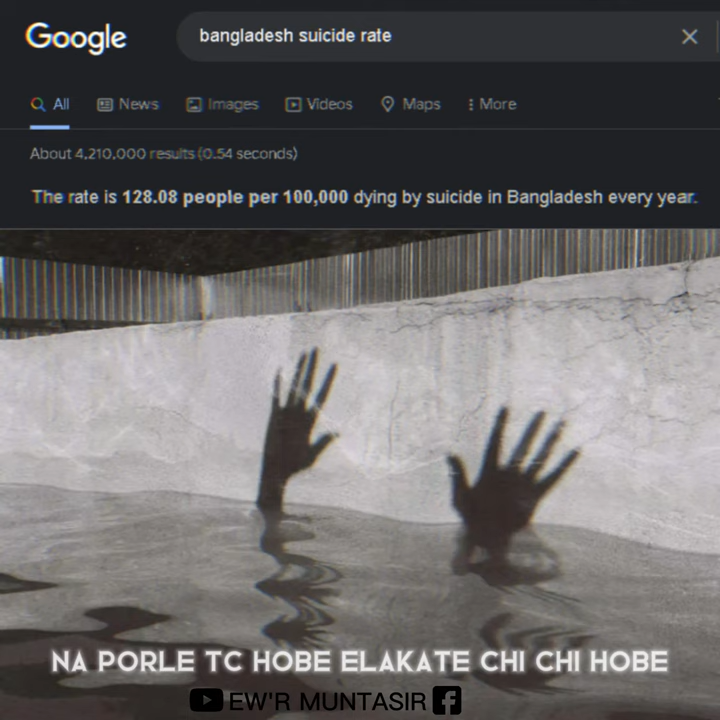 Google
bangladesh suicide rate
All News Images Videos Maps More
About 4,210,000 results (0.54 seconds)
The rate is 128.08 people per 100,000 dying by suicide in Bangladesh every year.
NA PORLE TC HOBE ELAKATE CHI CHI HOBE
EW'R MUNTASIR